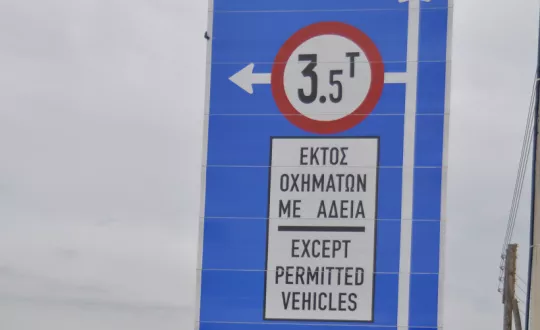 3.5T
ΕΚΤΟΣ
ΟΧΗΜΑΤΩΝ
ΜΕ ΑΔΕΙΑ
EXCEPT
PERMITTED
VEHICLES